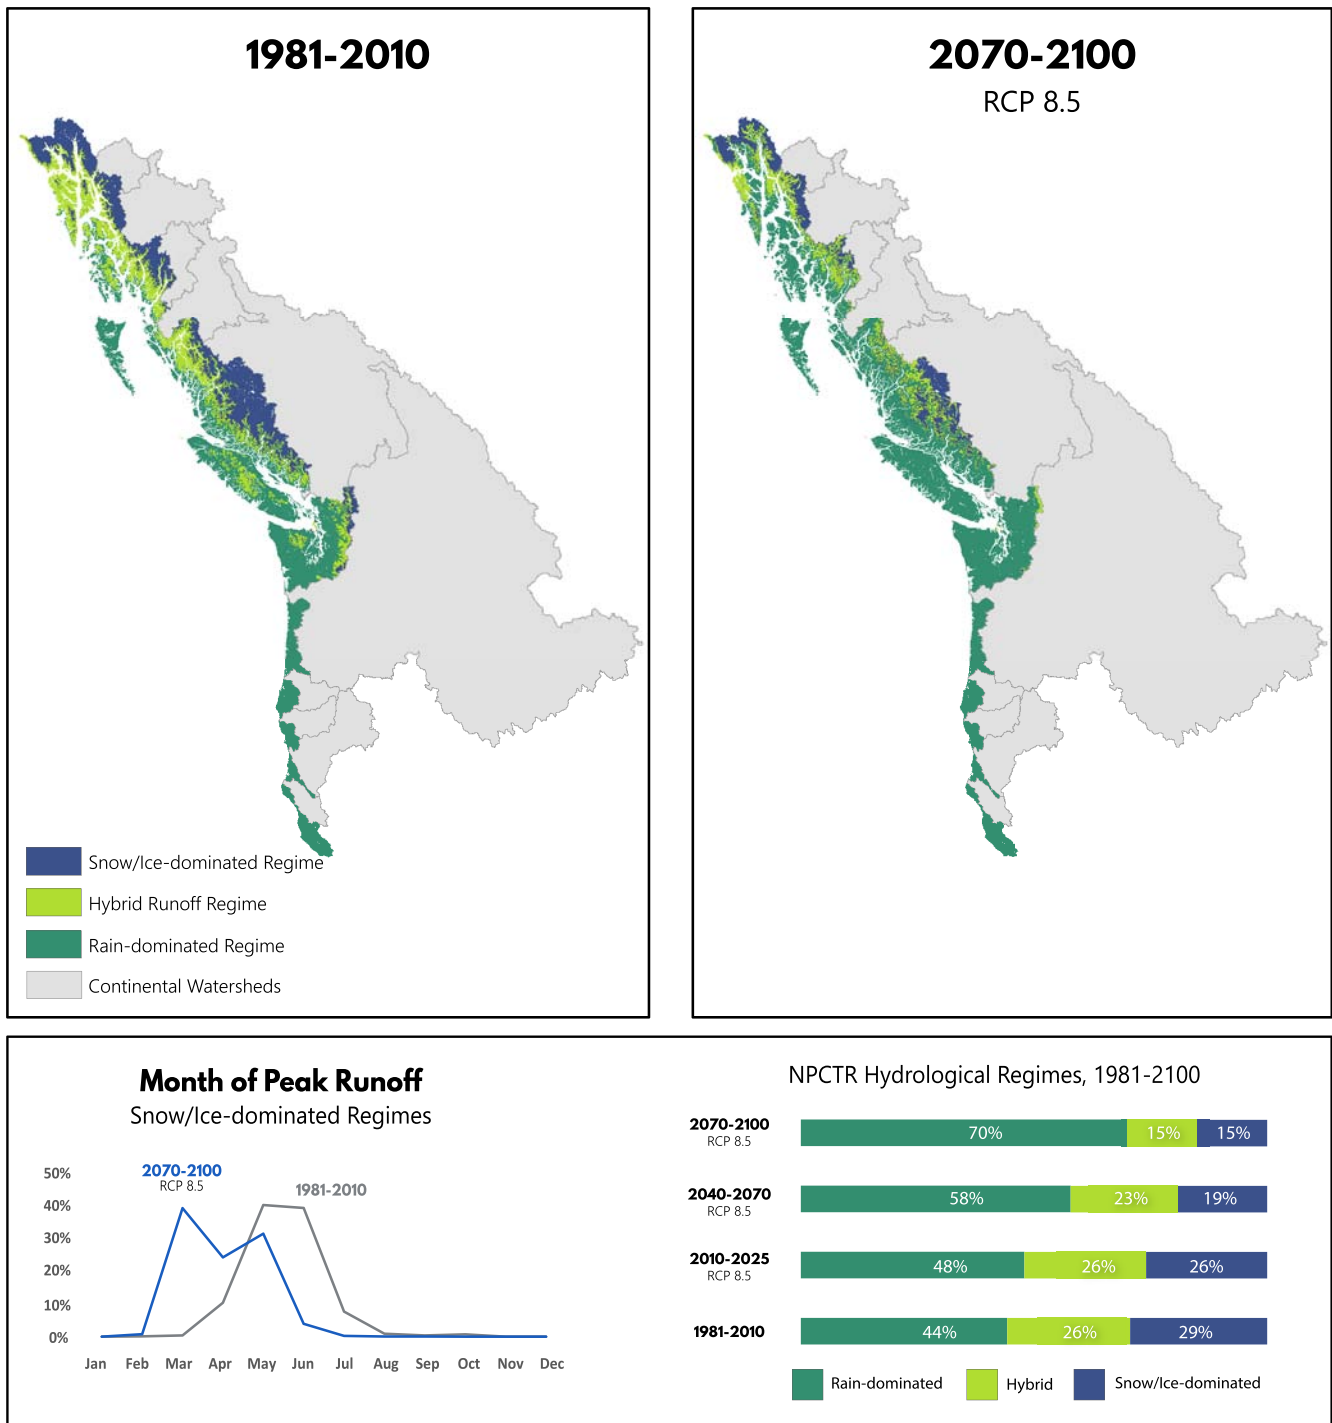 1981-2010
2070-2100
RCP 8.5
Snow/Ice-dominated Regime
Hybrid Runoff Regime
Rain-dominated Regime
Continental Watersheds
Month of Peak Runoff
Snow/Ice-dominated Regimes
2070-2100
RCP 8.5
1981-2010
50%
40%
30%
20%
10%
0%
Jan Feb Mar Apr May Jun Jul Aug Sep Oct Nov Dec
NPCTR Hydrological Regimes, 1981-2100
2070-2100
RCP 8.5
70% 15% 15%
2040-2070
RCP 8.5
58% 23% 19%
2010-2025
RCP 8.5
48% 26% 26%
1981-2010
44% 26% 29%
Rain-dominated Hybrid Snow/Ice-dominated